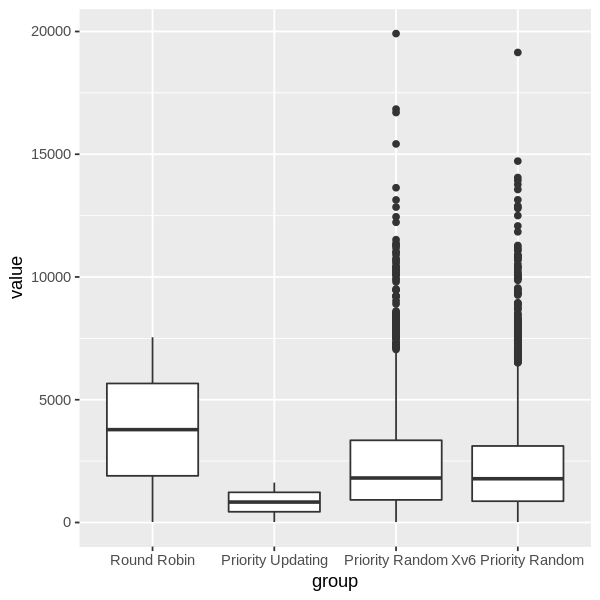 20000
15000
10000
5000
0
value
Round Robin
Priority Updating
Priority Random
Xv6 Priority Random
group